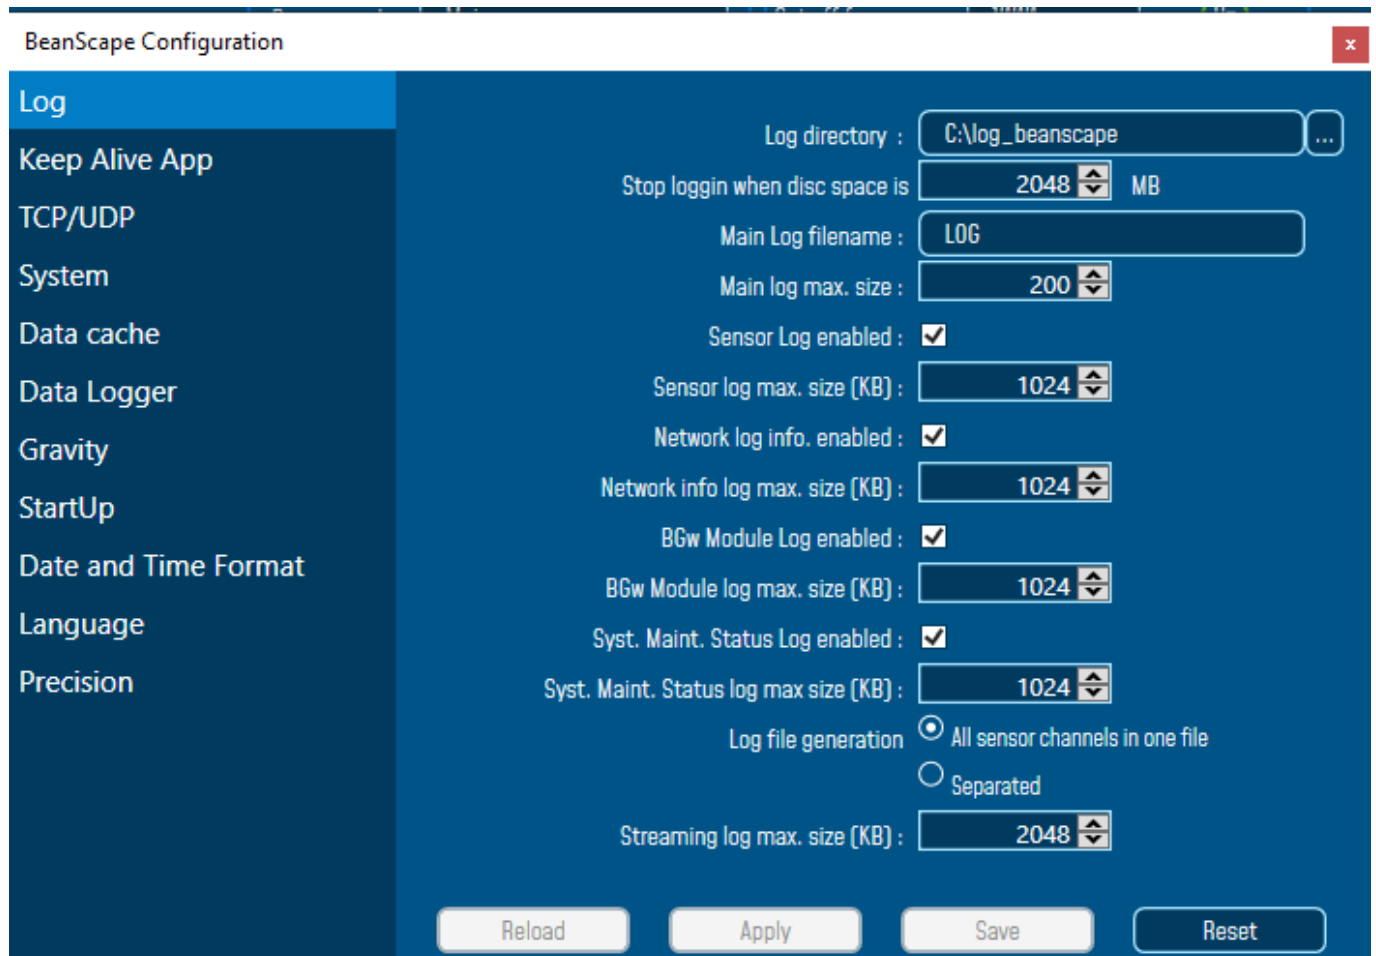 BeanScape Configuration
x
Log
Keep Alive App
TCP/UDP
System
Data cache
Data Logger
Gravity
StartUp
Date and Time Format
Language
Precision
Log directory : C:\log_beanscape ...
Stop loggin when disc space is 2048 MB
Main Log filename : LOG
Main log max. size : 200
Sensor Log enabled :
Sensor log max. size (KB) : 1024
Network log info. enabled :
Network info log max. size (KB) : 1024
BGw Module Log enabled :
BGw Module log max. size (KB) : 1024
Syst. Maint. Status Log enabled :
Syst. Maint. Status log max size (KB) : 1024
Log file generation All sensor channels in one file
Separated
Streaming log max. size (KB) : 2048
Reload Apply Save Reset